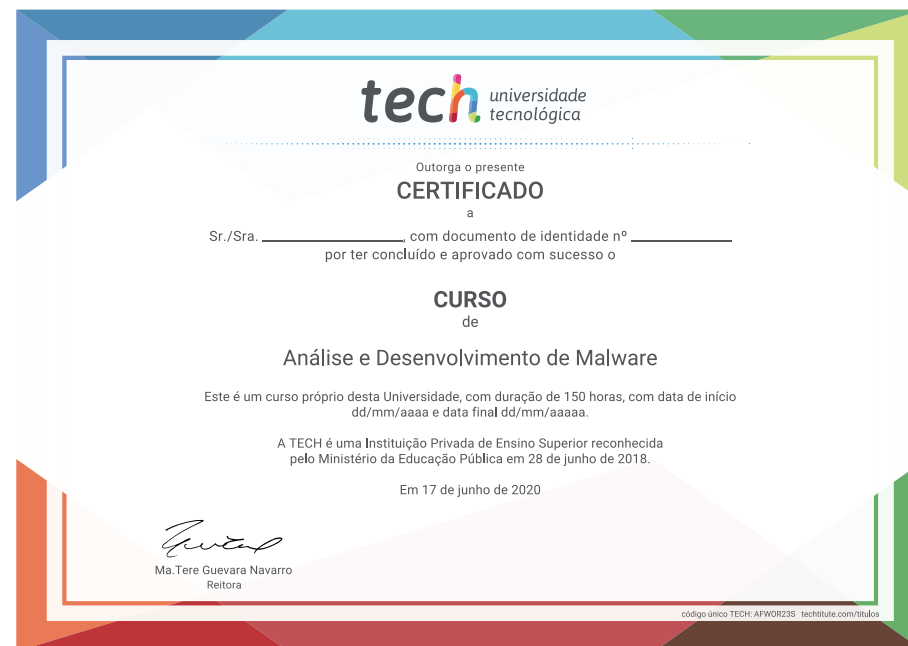 tech universidade
tecnológica
Outorga o presente
CERTIFICADO
a
Sr./Sra. ____________________, com documento de identidade nº ______________
por ter concluído e aprovado com sucesso o
CURSO
de
Análise e Desenvolvimento de Malware
Este é um curso próprio desta Universidade, com duração de 150 horas, com data de início
dd/mm/aaaa e data final dd/mm/aaaaa.
A TECH é uma Instituição Privada de Ensino Superior reconhecida
pelo Ministério da Educação Pública em 28 de junho de 2018.
Em 17 de junho de 2020
Ma.Tere Guevara Navarro
Reitora
código único TECH: AFWOR23S techtitute.com/titulos